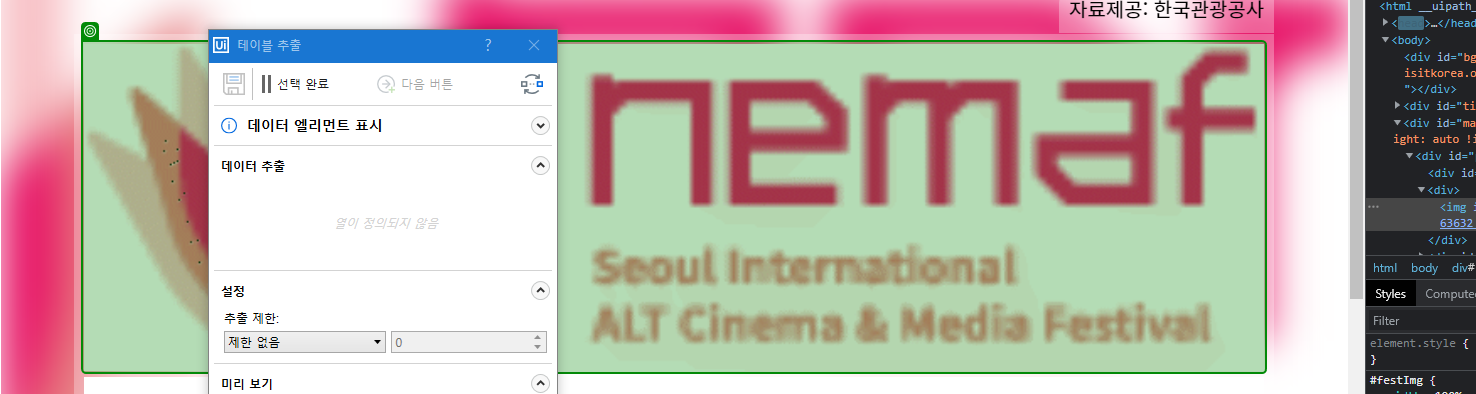 자료제공: 한국관광공사
Ui 테이블 추출 ?
선택 완료
다음 버튼
데이터 엘리먼트 표시
데이터 추출
열이 정의되지 않음
설정
추출 제한:
제한 없음
0
미리 보기
nemaf
Seoul International
ALT Cinema & Media Festival
<html __uipath_
…</head
<body>
<div id="bg
isitkorea.o
"></div>
<div id="ti
<div id="ma
ight: auto !i
<div id="
<div id=
<div>
<img i
63632
</div>
html body div#
Styles Compute
Filter
element.style {
}
#festImg {